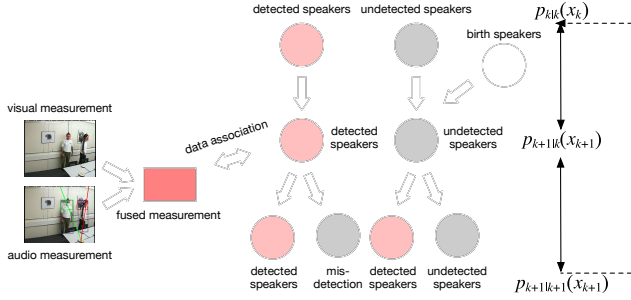 detected speakers
undetected speakers
birth speakers
p_{k|k}(x_k)
visual measurement
data association
detected
speakers
undetected
speakers
p_{k+1|k}(x_{k+1})
fused measurement
audio measurement
detected
speakers
mis-
detection
detected
speakers
undetected
speakers
p_{k+1|k+1}(x_{k+1})